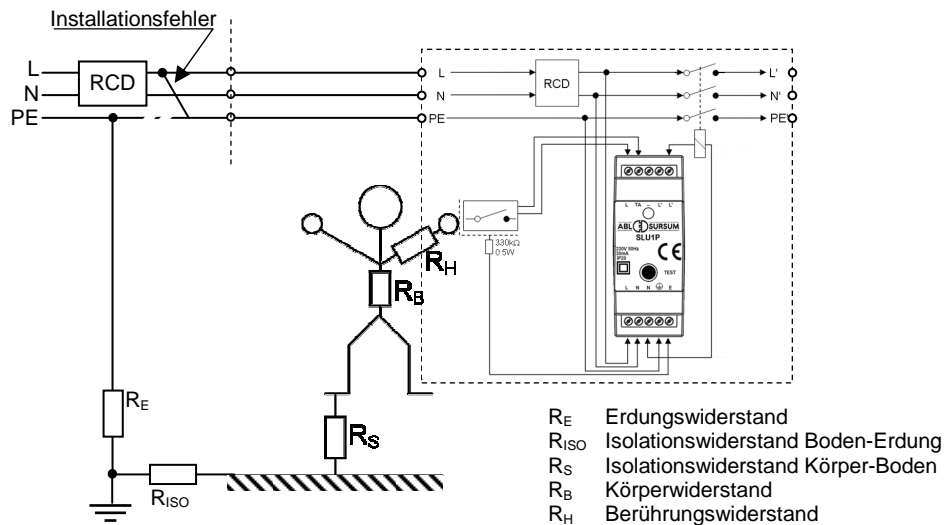 Installationsfehler
L
N
PE
RCD
L
N
PE
RCD
L'
N'
PE'
L TA – L' L'
ABL SURSUM
SLU1P
230V 50Hz
30mA
IP20
CE
TEST
L N N E
330kΩ
0.5W
RH
RB
RS
RE
RISO
RE Erdungswiderstand
RISO Isolationswiderstand Boden-Erdung
RS Isolationswiderstand Körper-Boden
RB Körperwiderstand
RH Berührungswiderstand